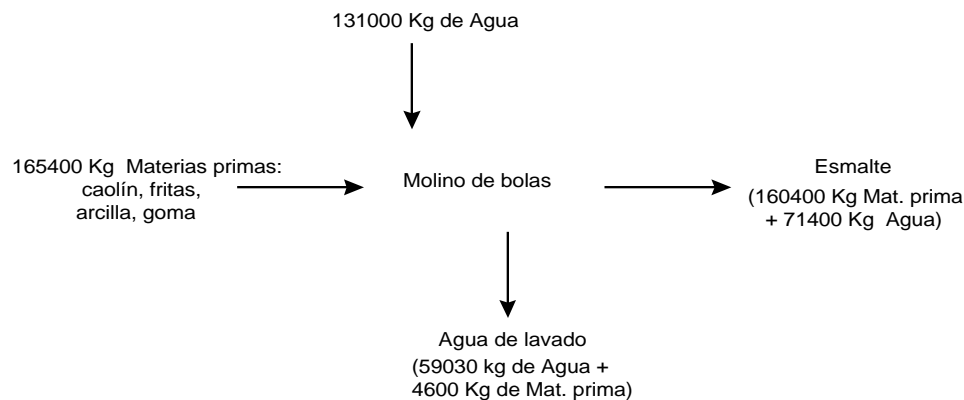 131000 Kg de Agua
165400 Kg  Materias primas:
caolín, fritas,
arcilla, goma
Molino de bolas
Esmalte
(160400 Kg Mat. prima
+ 71400 Kg  Agua)
Agua de lavado
(59030 kg de Agua +
4600 Kg de Mat. prima)